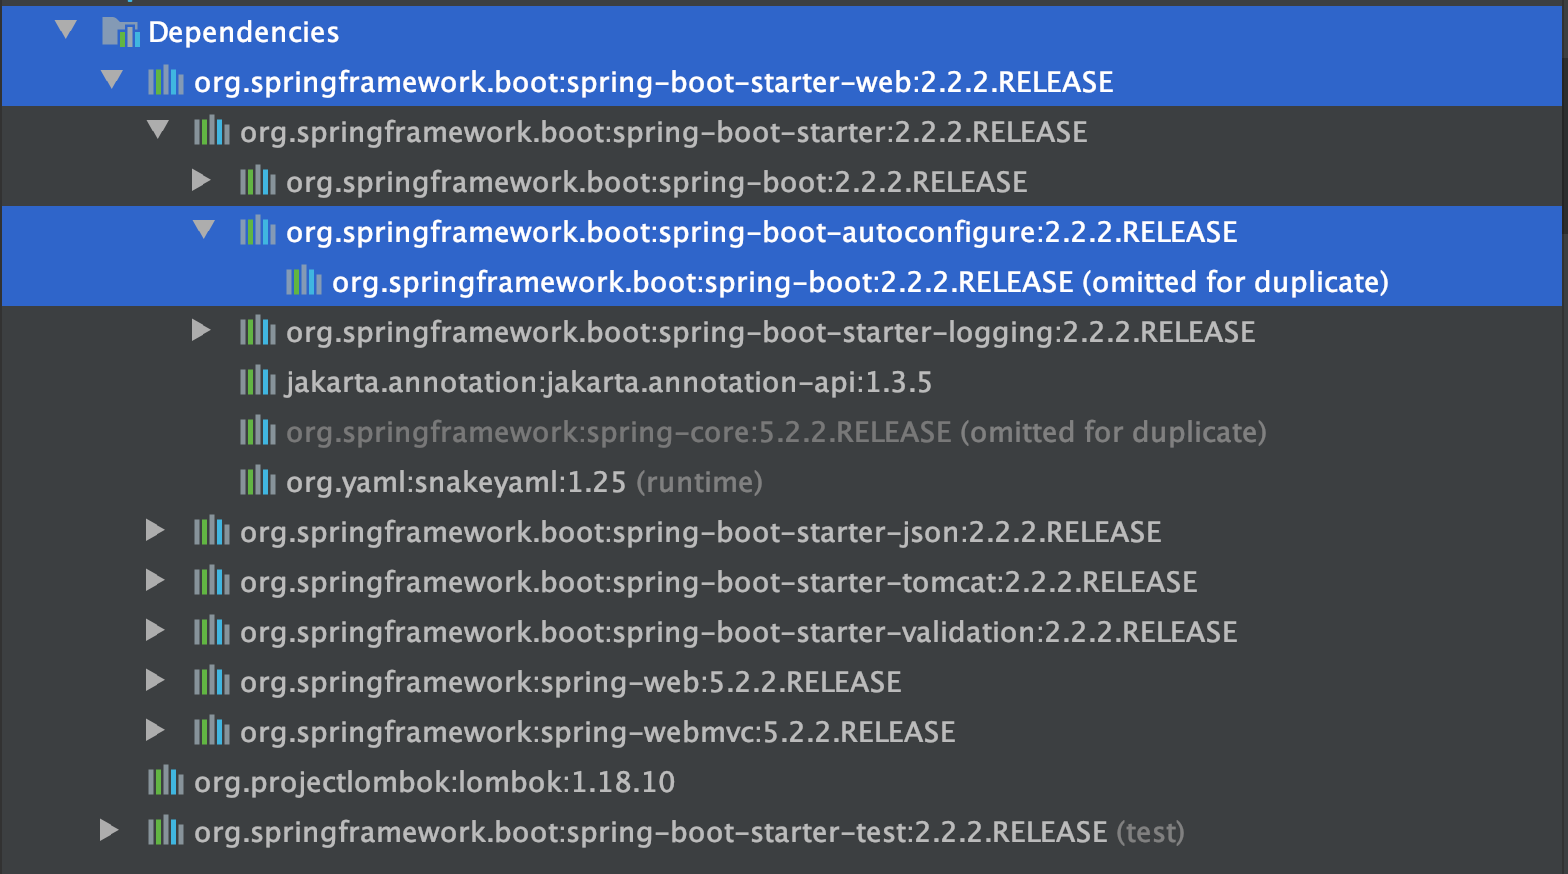 Dependencies
org.springframework.boot:spring-boot-starter-web:2.2.2.RELEASE
org.springframework.boot:spring-boot-starter:2.2.2.RELEASE
org.springframework.boot:spring-boot:2.2.2.RELEASE
org.springframework.boot:spring-boot-autoconfigure:2.2.2.RELEASE
org.springframework.boot:spring-boot:2.2.2.RELEASE (omitted for duplicate)
org.springframework.boot:spring-boot-starter-logging:2.2.2.RELEASE
jakarta.annotation:jakarta.annotation-api:1.3.5
org.springframework:spring-core:5.2.2.RELEASE (omitted for duplicate)
org.yaml:snakeyaml:1.25 (runtime)
org.springframework.boot:spring-boot-starter-json:2.2.2.RELEASE
org.springframework.boot:spring-boot-starter-tomcat:2.2.2.RELEASE
org.springframework.boot:spring-boot-starter-validation:2.2.2.RELEASE
org.springframework:spring-web:5.2.2.RELEASE
org.springframework:spring-webmvc:5.2.2.RELEASE
org.projectlombok:lombok:1.18.10
org.springframework.boot:spring-boot-starter-test:2.2.2.RELEASE (test)